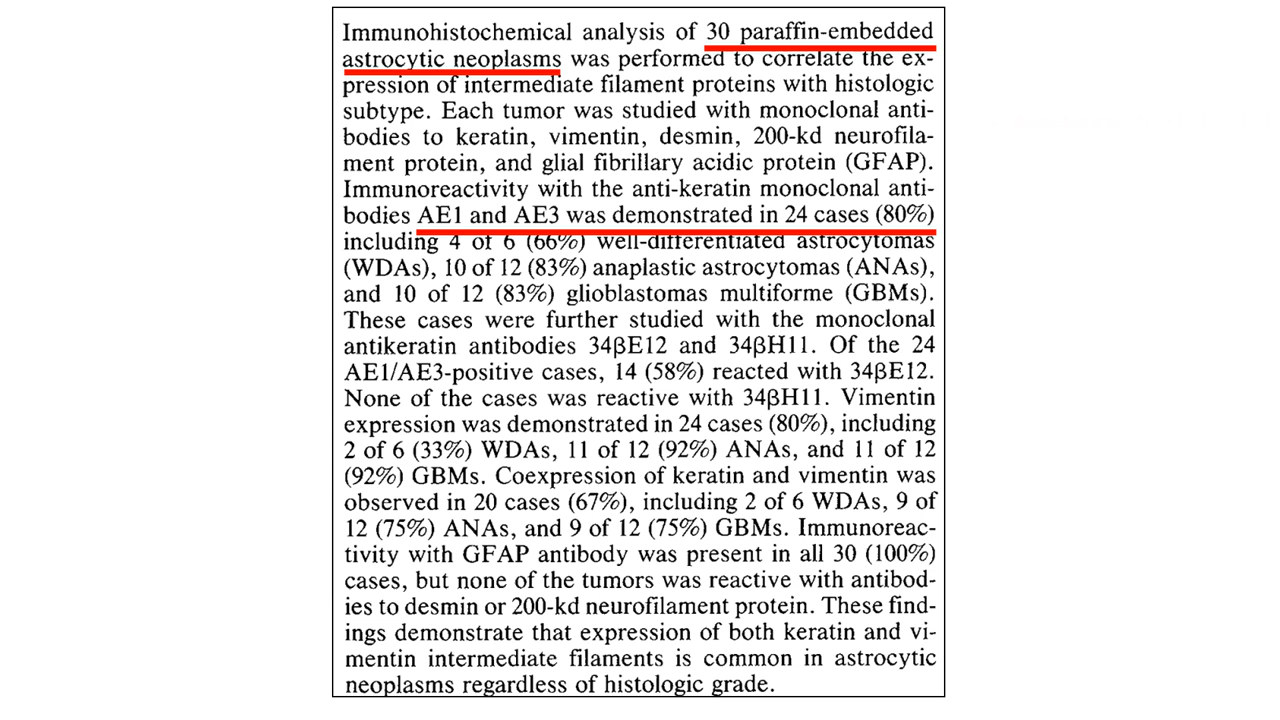 Immunohistochemical analysis of 30 paraffin-embedded
astrocytic neoplasms was performed to correlate the ex-
pression of intermediate filament proteins with histologic
subtype. Each tumor was studied with monoclonal anti-
bodies to keratin, vimentin, desmin, 200-kd neurofila-
ment protein, and glial fibrillary acidic protein (GFAP).
Immunoreactivity with the anti-keratin monoclonal anti-
bodies AE1 and AE3 was demonstrated in 24 cases (80%)
including 4 of 6 (66%) well-differentiated astrocytomas
(WDAs), 10 of 12 (83%) anaplastic astrocytomas (ANAs),
and 10 of 12 (83%) glioblastomas multiforme (GBMs).
These cases were further studied with the monoclonal
antikeratin antibodies 34βE12 and 34βH11. Of the 24
AE1/AE3-positive cases, 14 (58%) reacted with 34βE12.
None of the cases was reactive with 34βH11. Vimentin
expression was demonstrated in 24 cases (80%), including
2 of 6 (33%) WDAs, 11 of 12 (92%) ANAs, and 11 of 12
(92%) GBMs. Coexpression of keratin and vimentin was
observed in 20 cases (67%), including 2 of 6 WDAs, 9 of
12 (75%) ANAs, and 9 of 12 (75%) GBMs. Immunoreac-
tivity with GFAP antibody was present in all 30 (100%)
cases, but none of the tumors was reactive with antibod-
ies to desmin or 200-kd neurofilament protein. These find-
ings demonstrate that expression of both keratin and vi-
mentin intermediate filaments is common in astrocytic
neoplasms regardless of histologic grade.